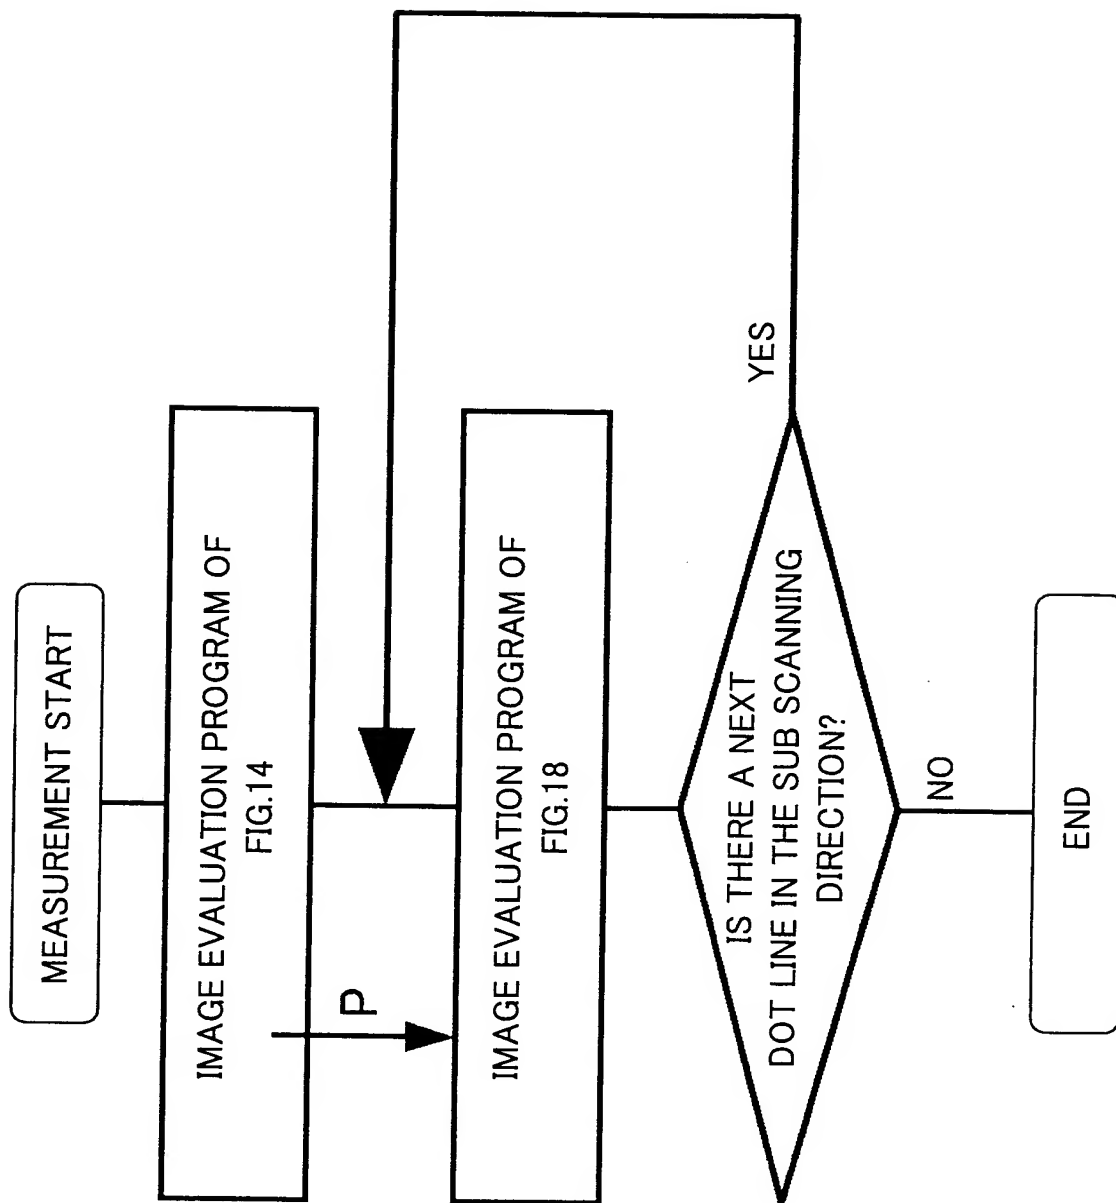 MEASUREMENT START
IMAGE EVALUATION PROGRAM OF
FIG.14
P
IMAGE EVALUATION PROGRAM OF
FIG.18
IS THERE A NEXT
DOT LINE IN THE SUB SCANNING
DIRECTION?
YES
NO
END